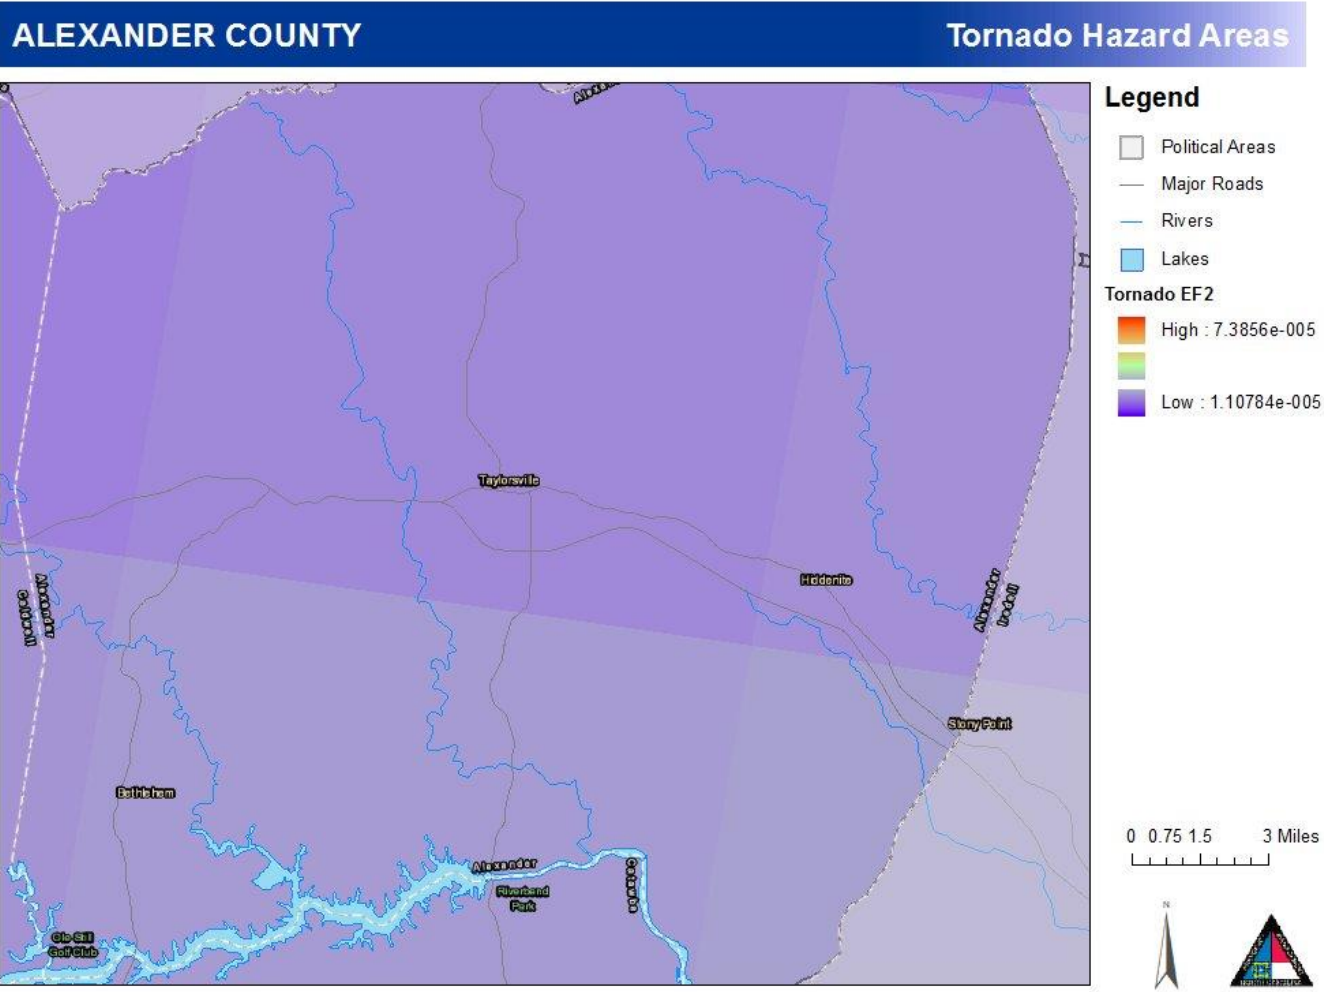 ALEXANDER COUNTY
Tornado Hazard Areas
Legend
Political Areas
Major Roads
Rivers
Lakes
Tornado EF2
High : 7.3856e-005
Low : 1.10784e-005
Taylorsville
Hiddenite
Alexander
Iredell
Alexander
Caldwell
Stony Point
Bethlehem
Alexander
Catawba
Riverbend
Park
Ole Still
Golf Club
0 0.75 1.5 3 Miles
N